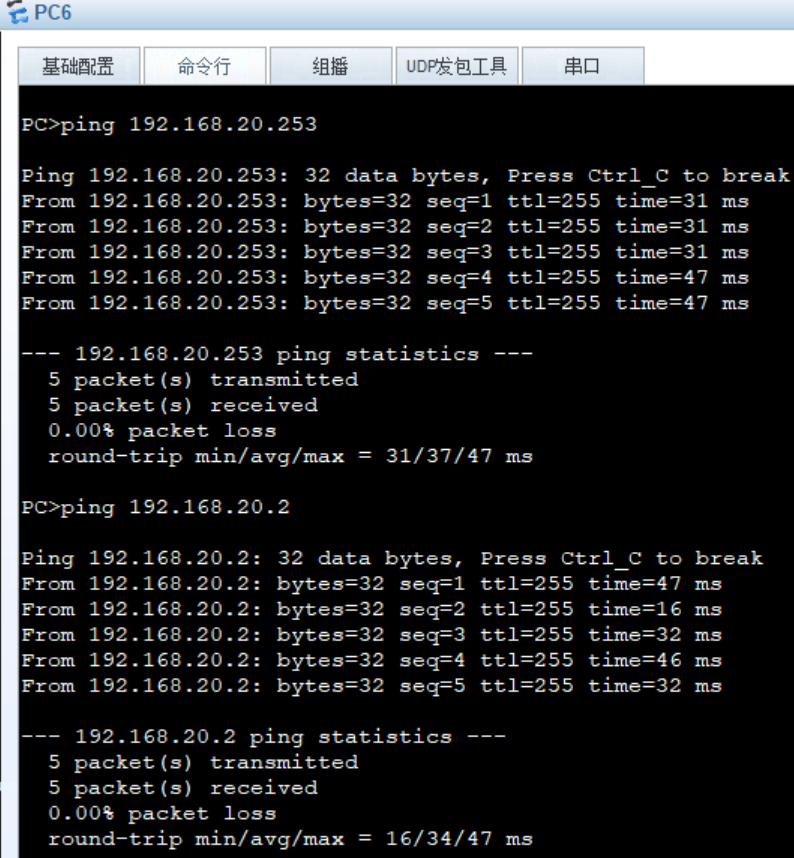 PC6
基础配置 命令行 组播 UDP发包工具 串口
PC>ping 192.168.20.253
Ping 192.168.20.253: 32 data bytes, Press Ctrl_C to break
From 192.168.20.253: bytes=32 seq=1 ttl=255 time=31 ms
From 192.168.20.253: bytes=32 seq=2 ttl=255 time=31 ms
From 192.168.20.253: bytes=32 seq=3 ttl=255 time=31 ms
From 192.168.20.253: bytes=32 seq=4 ttl=255 time=47 ms
From 192.168.20.253: bytes=32 seq=5 ttl=255 time=47 ms
--- 192.168.20.253 ping statistics ---
5 packet(s) transmitted
5 packet(s) received
0.00% packet loss
round-trip min/avg/max = 31/37/47 ms
PC>ping 192.168.20.2
Ping 192.168.20.2: 32 data bytes, Press Ctrl_C to break
From 192.168.20.2: bytes=32 seq=1 ttl=255 time=47 ms
From 192.168.20.2: bytes=32 seq=2 ttl=255 time=16 ms
From 192.168.20.2: bytes=32 seq=3 ttl=255 time=32 ms
From 192.168.20.2: bytes=32 seq=4 ttl=255 time=46 ms
From 192.168.20.2: bytes=32 seq=5 ttl=255 time=32 ms
--- 192.168.20.2 ping statistics ---
5 packet(s) transmitted
5 packet(s) received
0.00% packet loss
round-trip min/avg/max = 16/34/47 ms